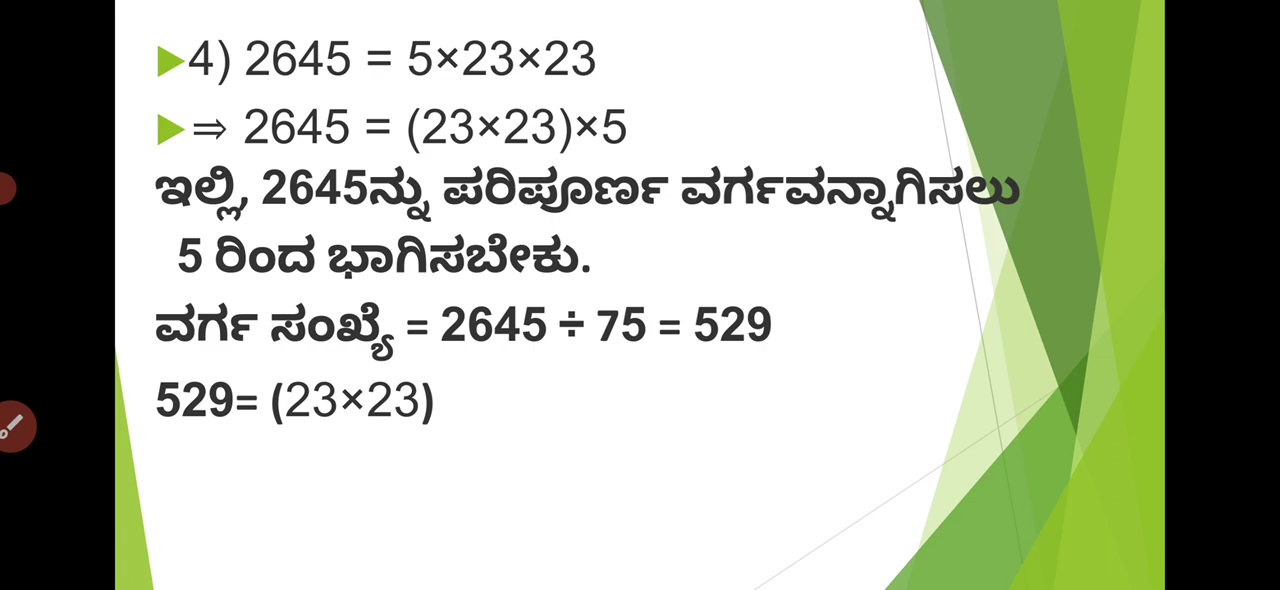 4) 2645 = 5×23×23
⇒ 2645 = (23×23)×5
ಇಲ್ಲಿ, 2645ನ್ನು ಪರಿಪೂರ್ಣ ವರ್ಗವನ್ನಾಗಿಸಲು
5 ರಿಂದ ಭಾಗಿಸಬೇಕು.
ವರ್ಗ ಸಂಖ್ಯೆ = 2645 ÷ 75 = 529
529= (23×23)